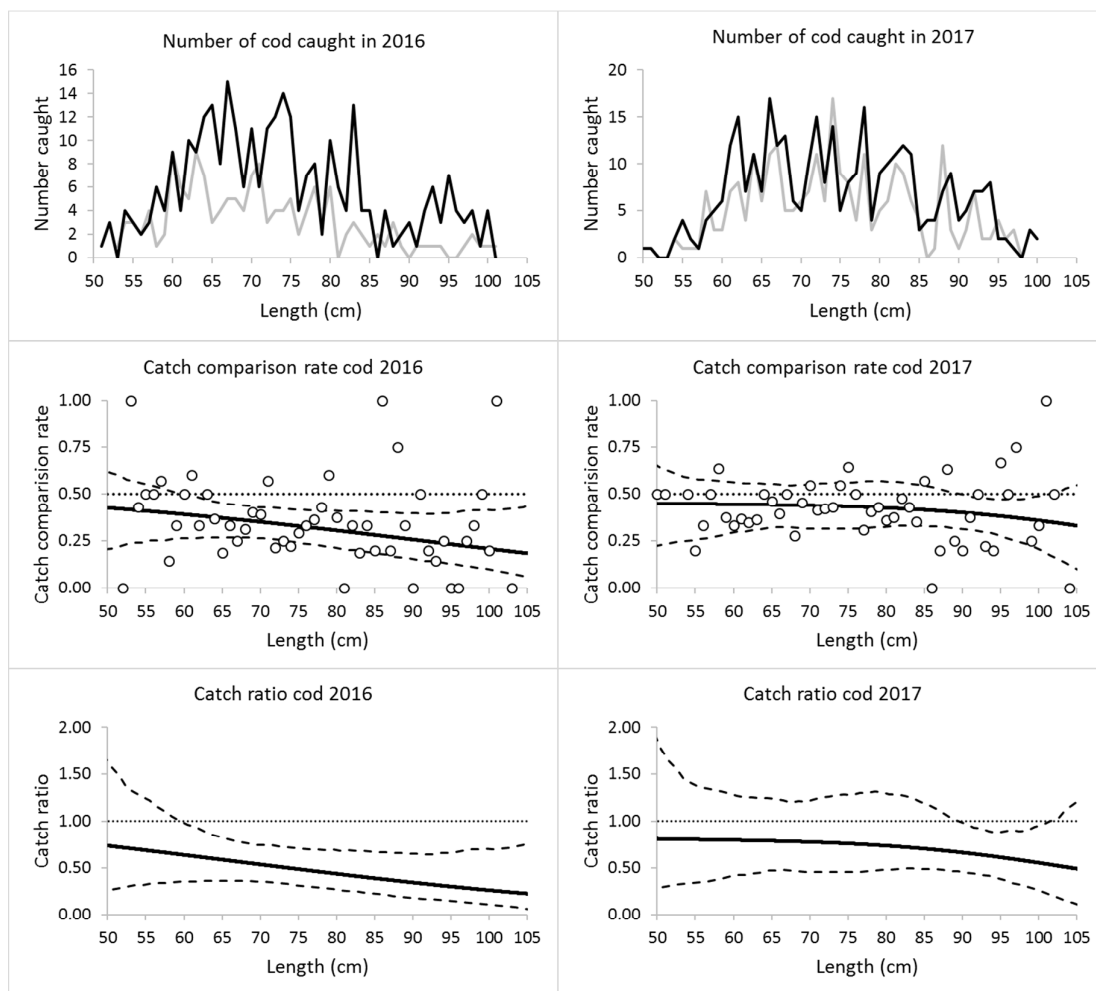 Number of cod caught in 2016
16
14
12
10
8
6
4
2
0
Number caught
50 55 60 65 70 75 80 85 90 95 100 105
Length (cm)
Number of cod caught in 2017
20
15
10
5
0
Number caught
50 55 60 65 70 75 80 85 90 95 100 105
Length (cm)
Catch comparison rate cod 2016
1.00
0.75
0.50
0.25
0.00
Catch comparision rate
50 55 60 65 70 75 80 85 90 95 100 105
Length (cm)
Catch comparison rate cod 2017
1.00
0.75
0.50
0.25
0.00
Catch comparision rate
50 55 60 65 70 75 80 85 90 95 100 105
Length (cm)
Catch ratio cod 2016
2.00
1.50
1.00
0.50
0.00
Catch ratio
50 55 60 65 70 75 80 85 90 95 100 105
Length (cm)
Catch ratio cod 2017
2.00
1.50
1.00
0.50
0.00
Catch ratio
50 55 60 65 70 75 80 85 90 95 100 105
Length (cm)